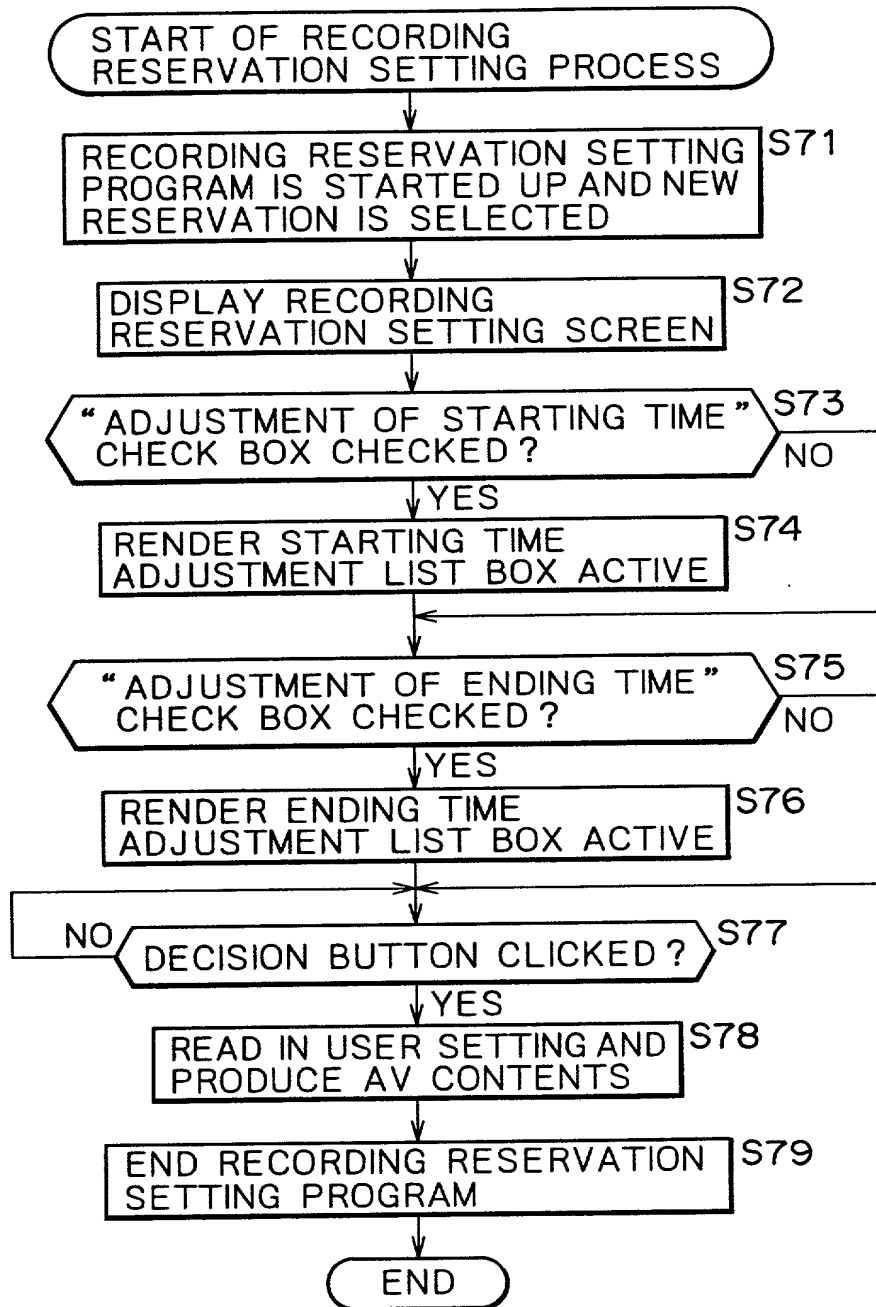 START OF RECORDING
RESERVATION SETTING PROCESS
S71
RECORDING RESERVATION SETTING
PROGRAM IS STARTED UP AND NEW
RESERVATION IS SELECTED
S72
DISPLAY RECORDING
RESERVATION SETTING SCREEN
S73
“ADJUSTMENT OF STARTING TIME”
CHECK BOX CHECKED?
NO
YES
S74
RENDER STARTING TIME
ADJUSTMENT LIST BOX ACTIVE
S75
“ADJUSTMENT OF ENDING TIME”
CHECK BOX CHECKED?
NO
YES
S76
RENDER ENDING TIME
ADJUSTMENT LIST BOX ACTIVE
S77
NO
DECISION BUTTON CLICKED?
YES
S78
READ IN USER SETTING AND
PRODUCE AV CONTENTS
S79
END RECORDING RESERVATION
SETTING PROGRAM
END